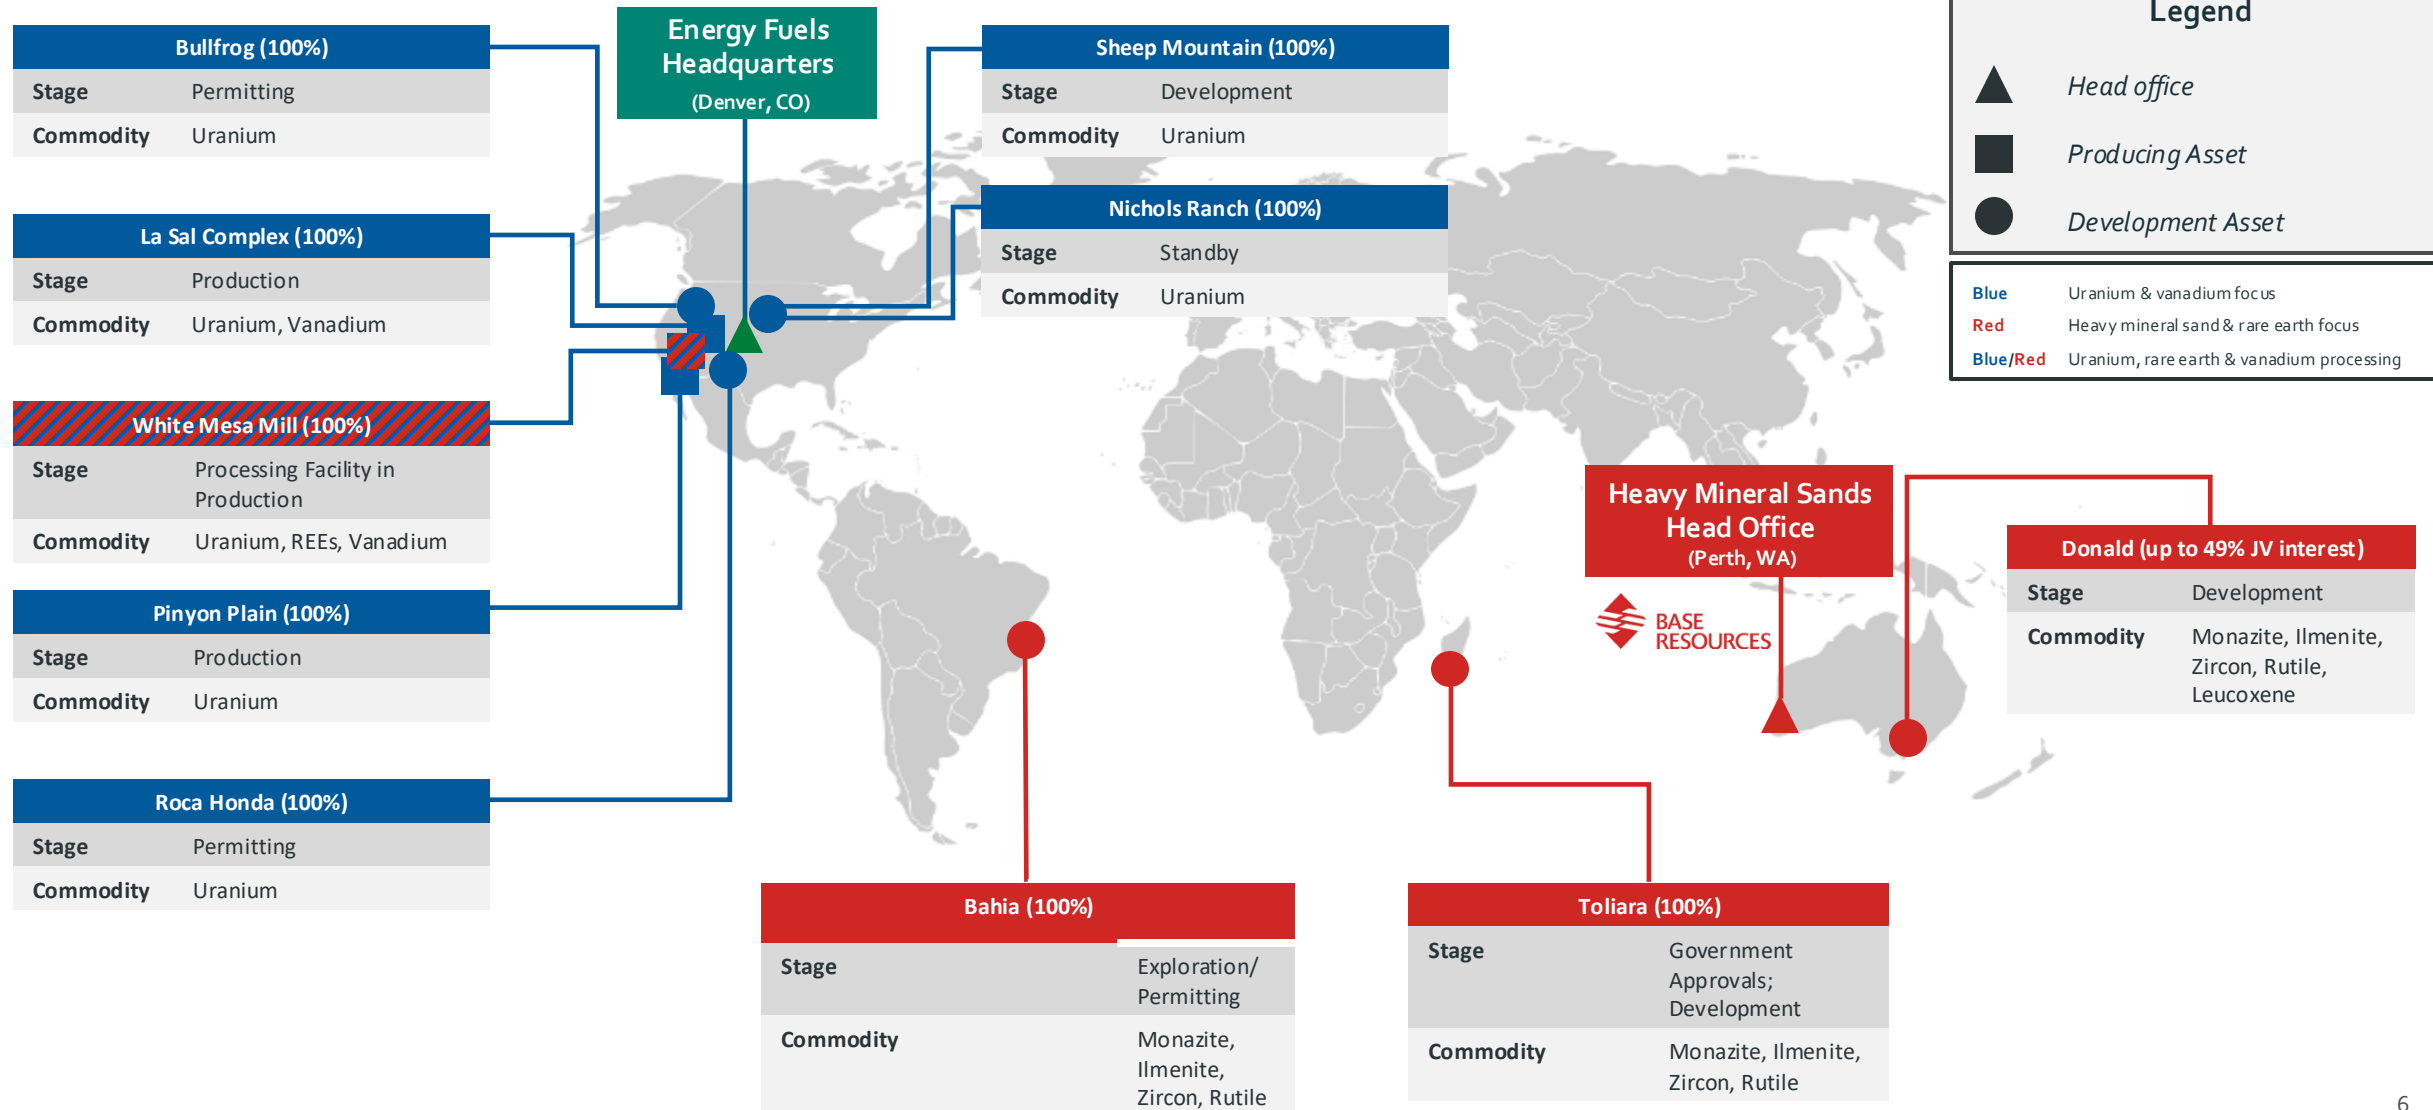 Bullfrog (100%)
Stage Permitting
Commodity Uranium
La Sal Complex (100%)
Stage Production
Commodity Uranium, Vanadium
White Mesa Mill (100%)
Stage Processing Facility in
Production
Commodity Uranium, REEs, Vanadium
Pinyon Plain (100%)
Stage Production
Commodity Uranium
Roca Honda (100%)
Stage Permitting
Commodity Uranium
Energy Fuels
Headquarters
(Denver, CO)
Sheep Mountain (100%)
Stage Development
Commodity Uranium
Nichols Ranch (100%)
Stage Standby
Commodity Uranium
Legend
Head office
Producing Asset
Development Asset
Blue Uranium & vanadium focus
Red Heavy mineral sand & rare earth focus
Blue/Red Uranium, rare earth & vanadium processing
Heavy Mineral Sands
Head Office
(Perth, WA)
BASE
RESOURCES
Donald (up to 49% JV interest)
Stage Development
Commodity Monazite, Ilmenite,
Zircon, Rutile,
Leucoxene
Bahia (100%)
Stage Exploration/
Permitting
Commodity Monazite,
Ilmenite,
Zircon, Rutile
Toliara (100%)
Stage Government
Approvals;
Development
Commodity Monazite, Ilmenite,
Zircon, Rutile
6